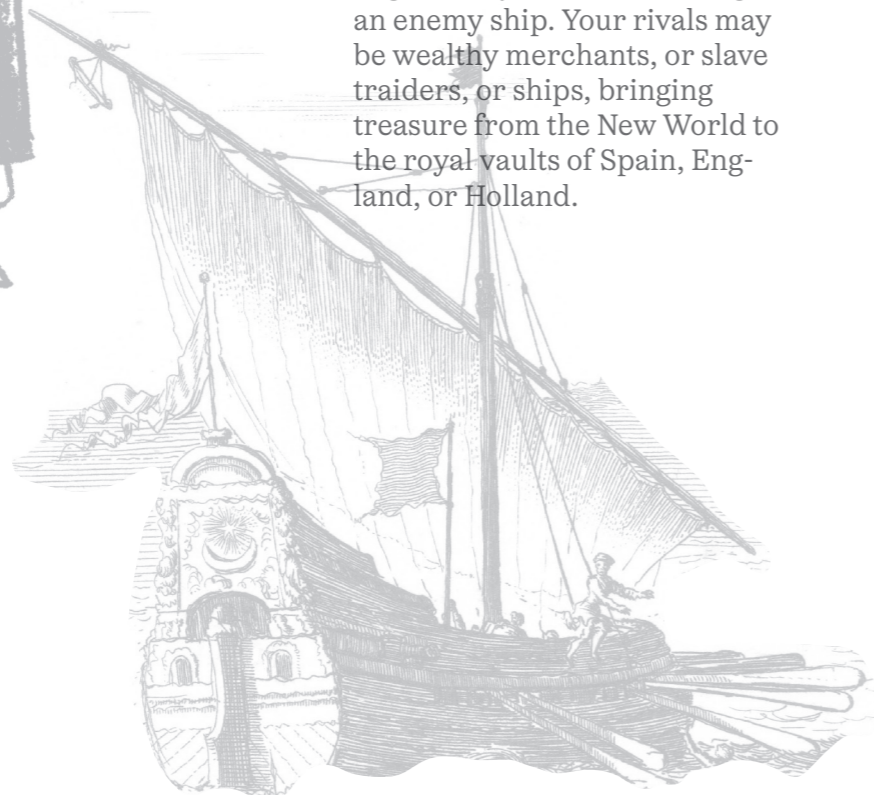 an enemy ship. Your rivals may
be wealthy merchants, or slave
traiders, or ships, bringing
treasure from the New World to
the royal vaults of Spain, Eng-
land, or Holland.